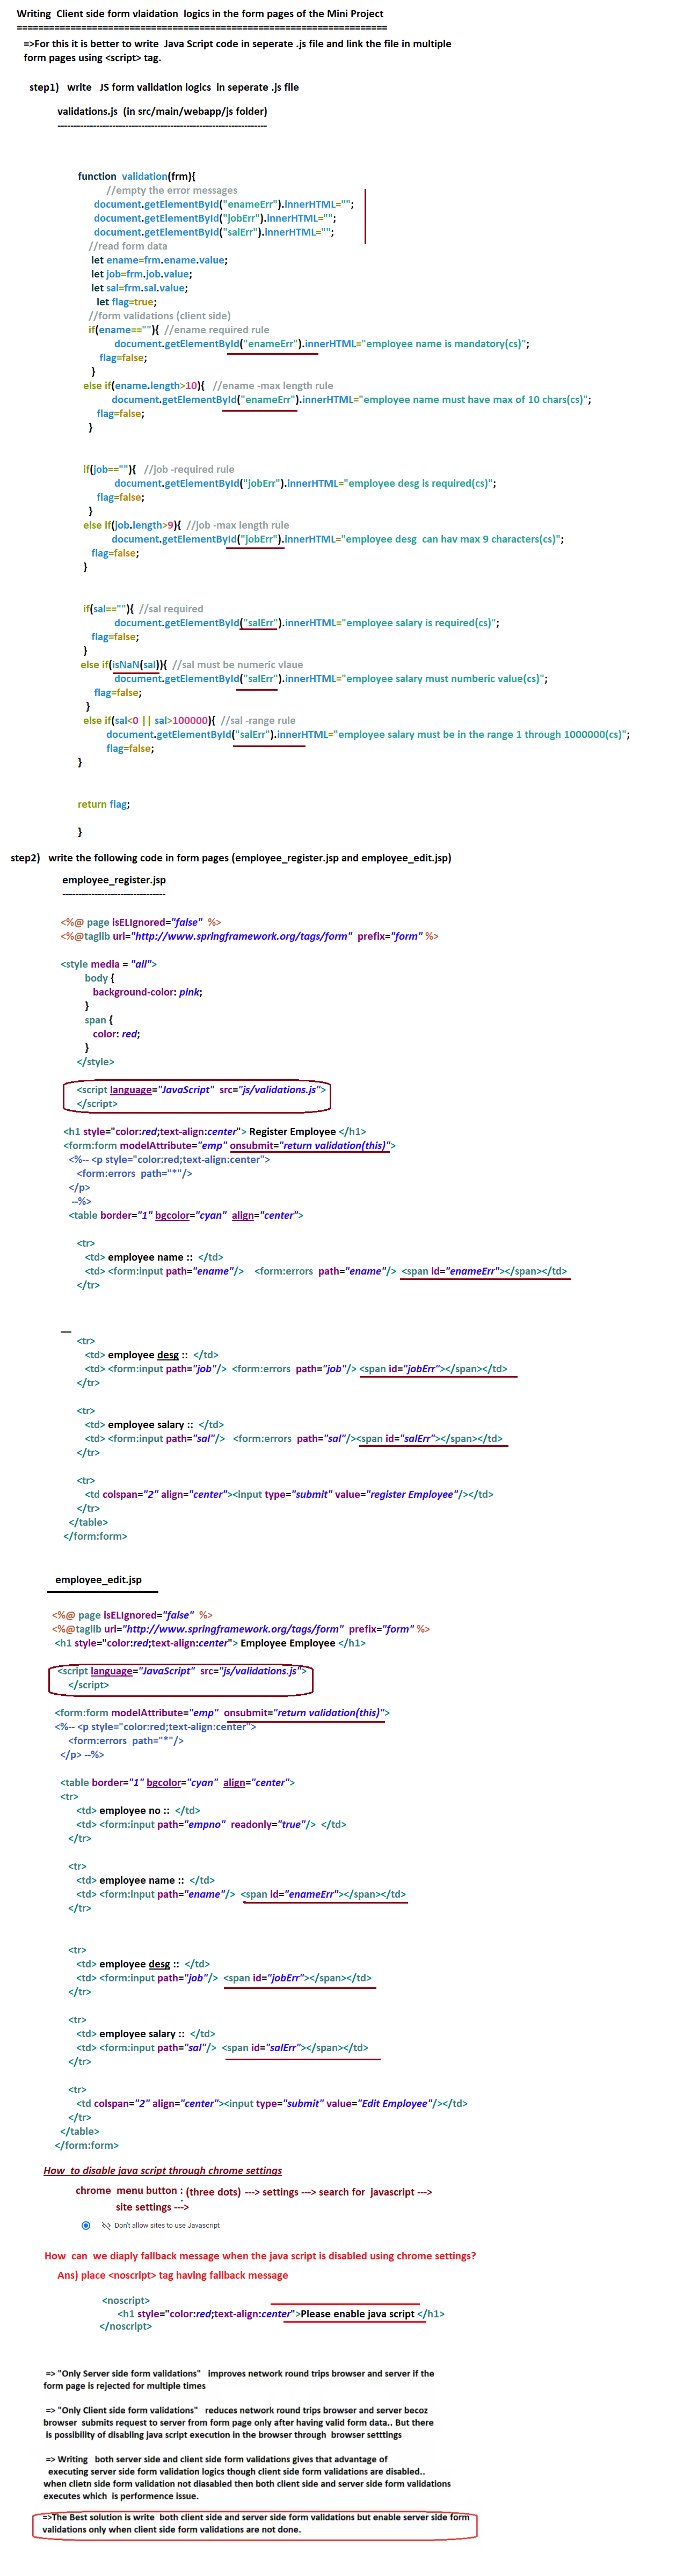 Writing Client side form vlaidation logics in the form pages of the Mini Project
=====================================================================
=>For this it is better to write Java Script code in seperate .js file and link the file in multiple
form pages using <script> tag.
step1) write JS form validation logics in seperate .js file
validations.js (in src/main/webapp/js folder)
-----------------------------------------------------------------
function validation(frm){
//empty the error messages
document.getElementById("enameErr").innerHTML="";
document.getElementById("jobErr").innerHTML="";
document.getElementById("salErr").innerHTML="";
//read form data
let ename=frm.ename.value;
let job=frm.job.value;
let sal=frm.sal.value;
let flag=true;
//form validations (client side)
if(ename==""){ //ename required rule
document.getElementById("enameErr").innerHTML="employee name is mandatory(cs)";
flag=false;
}
else if(ename.length>10){ //ename -max length rule
document.getElementById("enameErr").innerHTML="employee name must have max of 10 chars(cs)";
flag=false;
}
if(job==""){ //job -required rule
document.getElementById("jobErr").innerHTML="employee desg is required(cs)";
flag=false;
}
else if(job.length>9){ //job -max length rule
document.getElementById("jobErr").innerHTML="employee desg can hav max 9 characters(cs)";
flag=false;
}
if(sal==""){ //sal required
document.getElementById("salErr").innerHTML="employee salary is required(cs)";
flag=false;
}
else if(isNaN(sal)){ //sal must be numeric vlaue
document.getElementById("salErr").innerHTML="employee salary must numberic value(cs)";
flag=false;
}
else if(sal<0 || sal>100000){ //sal -range rule
document.getElementById("salErr").innerHTML="employee salary must be in the range 1 through 1000000(cs)";
flag=false;
}
return flag;
}
step2) write the following code in form pages (employee_register.jsp and employee_edit.jsp)
employee_register.jsp
--------------------------------
<%@ page isELIgnored="false" %>
<%@taglib uri="http://www.springframework.org/tags/form" prefix="form" %>
<style media = "all">
body {
background-color: pink;
}
span {
color: red;
}
</style>
<script language="JavaScript" src="js/validations.js">
</script>
<h1 style="color:red;text-align:center"> Register Employee </h1>
<form:form modelAttribute="emp" onsubmit="return validation(this)">
<%-- <p style="color:red;text-align:center">
<form:errors path="*"/>
</p>
--%>
<table border="1" bgcolor="cyan" align="center">
<tr>
<td> employee name :: </td>
<td> <form:input path="ename"/> <form:errors path="ename"/> <span id="enameErr"></span></td>
</tr>
<tr>
<td> employee desg :: </td>
<td> <form:input path="job"/> <form:errors path="job"/> <span id="jobErr"></span></td>
</tr>
<tr>
<td> employee salary :: </td>
<td> <form:input path="sal"/> <form:errors path="sal"/><span id="salErr"></span></td>
</tr>
<tr>
<td colspan="2" align="center"><input type="submit" value="register Employee"/></td>
</tr>
</table>
</form:form>
employee_edit.jsp
<%@ page isELIgnored="false" %>
<%@taglib uri="http://www.springframework.org/tags/form" prefix="form" %>
<h1 style="color:red;text-align:center"> Employee Employee </h1>
<script language="JavaScript" src="js/validations.js">
</script>
<form:form modelAttribute="emp" onsubmit="return validation(this)">
<%-- <p style="color:red;text-align:center">
<form:errors path="*"/>
</p> --%>
<table border="1" bgcolor="cyan" align="center">
<tr>
<td> employee no :: </td>
<td> <form:input path="empno" readonly="true"/> </td>
</tr>
<tr>
<td> employee name :: </td>
<td> <form:input path="ename"/> <span id="enameErr"></span></td>
</tr>
<tr>
<td> employee desg :: </td>
<td> <form:input path="job"/> <span id="jobErr"></span></td>
</tr>
<tr>
<td> employee salary :: </td>
<td> <form:input path="sal"/> <span id="salErr"></span></td>
</tr>
<tr>
<td colspan="2" align="center"><input type="submit" value="Edit Employee"/></td>
</tr>
</table>
</form:form>
How to disable java script through chrome settings
chrome menu button : (three dots) ---> settings ---> search for javascript --->
site settings --->
Don't allow sites to use Javascript
How can we diaply fallback message when the java script is disabled using chrome settings?
Ans) place <noscript> tag having fallback message
<noscript>
<h1 style="color:red;text-align:center">Please enable java script </h1>
</noscript>
=> "Only Server side form validations" improves network round trips browser and server if the
form page is rejected for multiple times
=> "Only Client side form validations" reduces network round trips browser and server becoz
browser submits request to server from form page only after having valid form data.. But there
is possibility of disabling java script execution in the browser through browser setttings
=> Writing both server side and client side form validations gives that advantage of
executing server side form validation logics though client side form validations are disabled..
when clietn side form validation not diasabled then both client side and server side form validations
executes which is performence issue.
=>The Best solution is write both client side and server side form validations but enable server side form
validations only when client side form validations are not done.